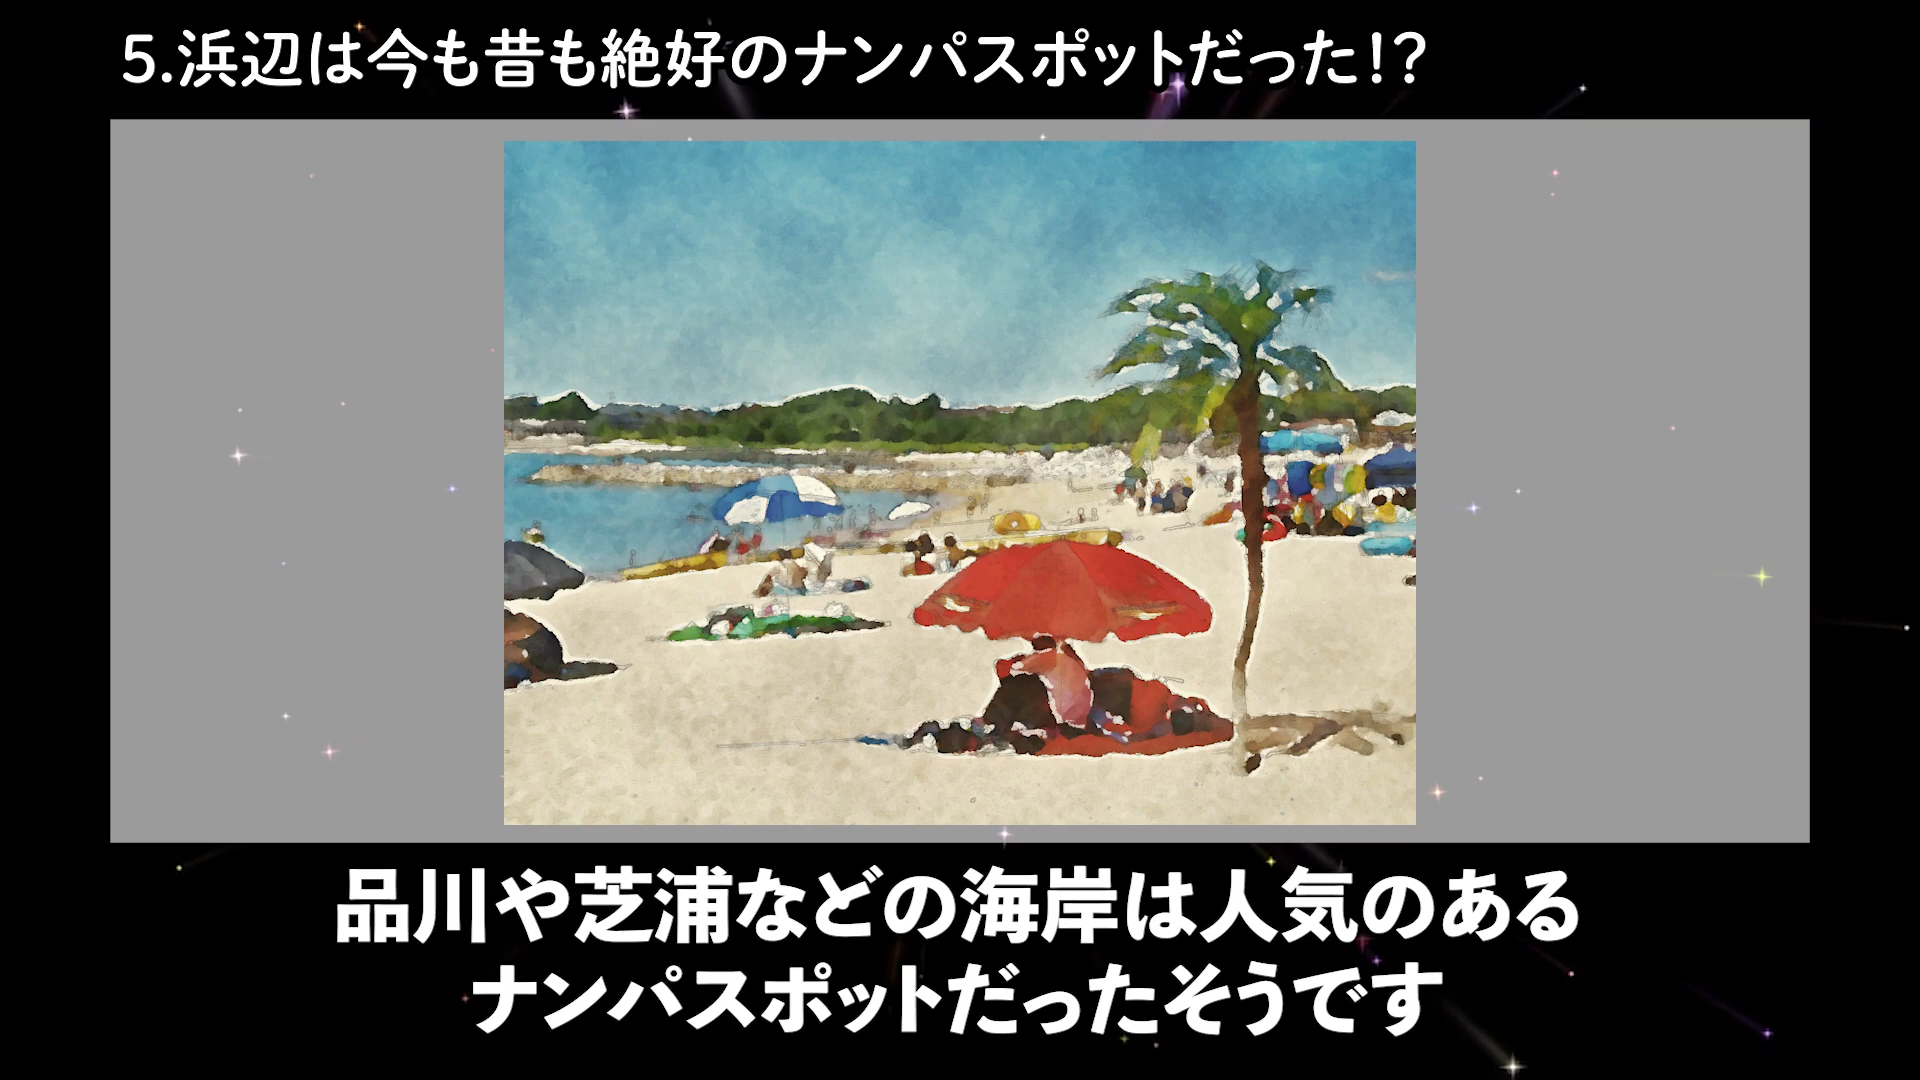 5.浜辺は今も昔も絶好のナンパスポットだった!?
品川や芝浦などの海岸は人気のある
ナンパスポットだったそうです